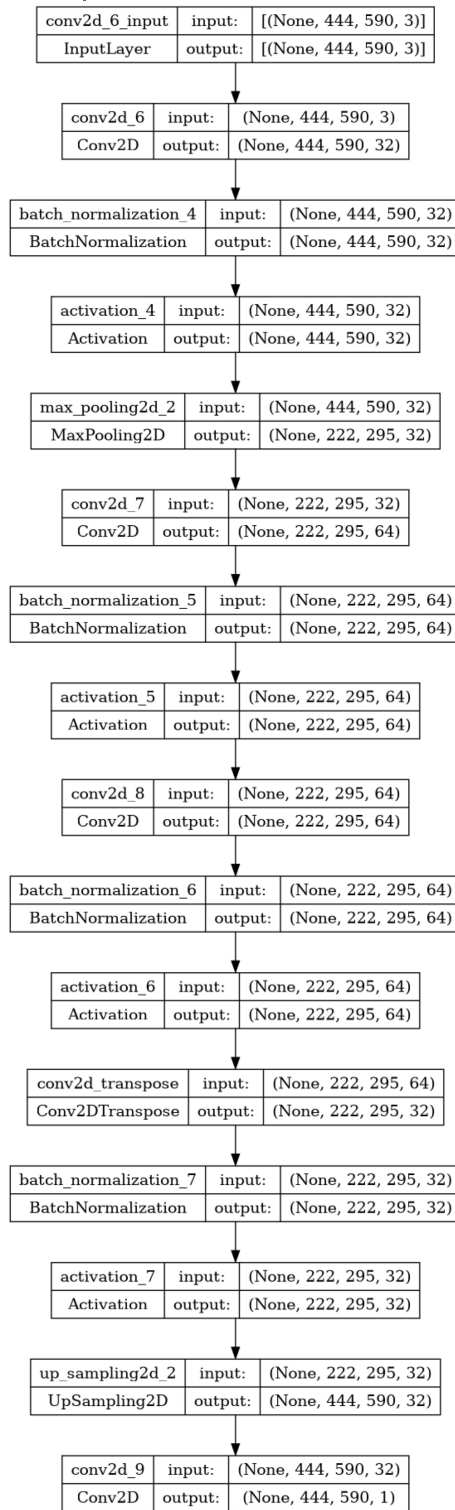 conv2d_6_input input: [(None, 444, 590, 3)]
InputLayer output: [(None, 444, 590, 3)]
conv2d_6 input: (None, 444, 590, 3)
Conv2D output: (None, 444, 590, 32)
batch_normalization_4 input: (None, 444, 590, 32)
BatchNormalization output: (None, 444, 590, 32)
activation_4 input: (None, 444, 590, 32)
Activation output: (None, 444, 590, 32)
max_pooling2d_2 input: (None, 444, 590, 32)
MaxPooling2D output: (None, 222, 295, 32)
conv2d_7 input: (None, 222, 295, 32)
Conv2D output: (None, 222, 295, 64)
batch_normalization_5 input: (None, 222, 295, 64)
BatchNormalization output: (None, 222, 295, 64)
activation_5 input: (None, 222, 295, 64)
Activation output: (None, 222, 295, 64)
conv2d_8 input: (None, 222, 295, 64)
Conv2D output: (None, 222, 295, 64)
batch_normalization_6 input: (None, 222, 295, 64)
BatchNormalization output: (None, 222, 295, 64)
activation_6 input: (None, 222, 295, 64)
Activation output: (None, 222, 295, 64)
conv2d_transpose input: (None, 222, 295, 64)
Conv2DTranspose output: (None, 222, 295, 32)
batch_normalization_7 input: (None, 222, 295, 32)
BatchNormalization output: (None, 222, 295, 32)
activation_7 input: (None, 222, 295, 32)
Activation output: (None, 222, 295, 32)
up_sampling2d_2 input: (None, 222, 295, 32)
UpSampling2D output: (None, 444, 590, 32)
conv2d_9 input: (None, 444, 590, 32)
Conv2D output: (None, 444, 590, 1)